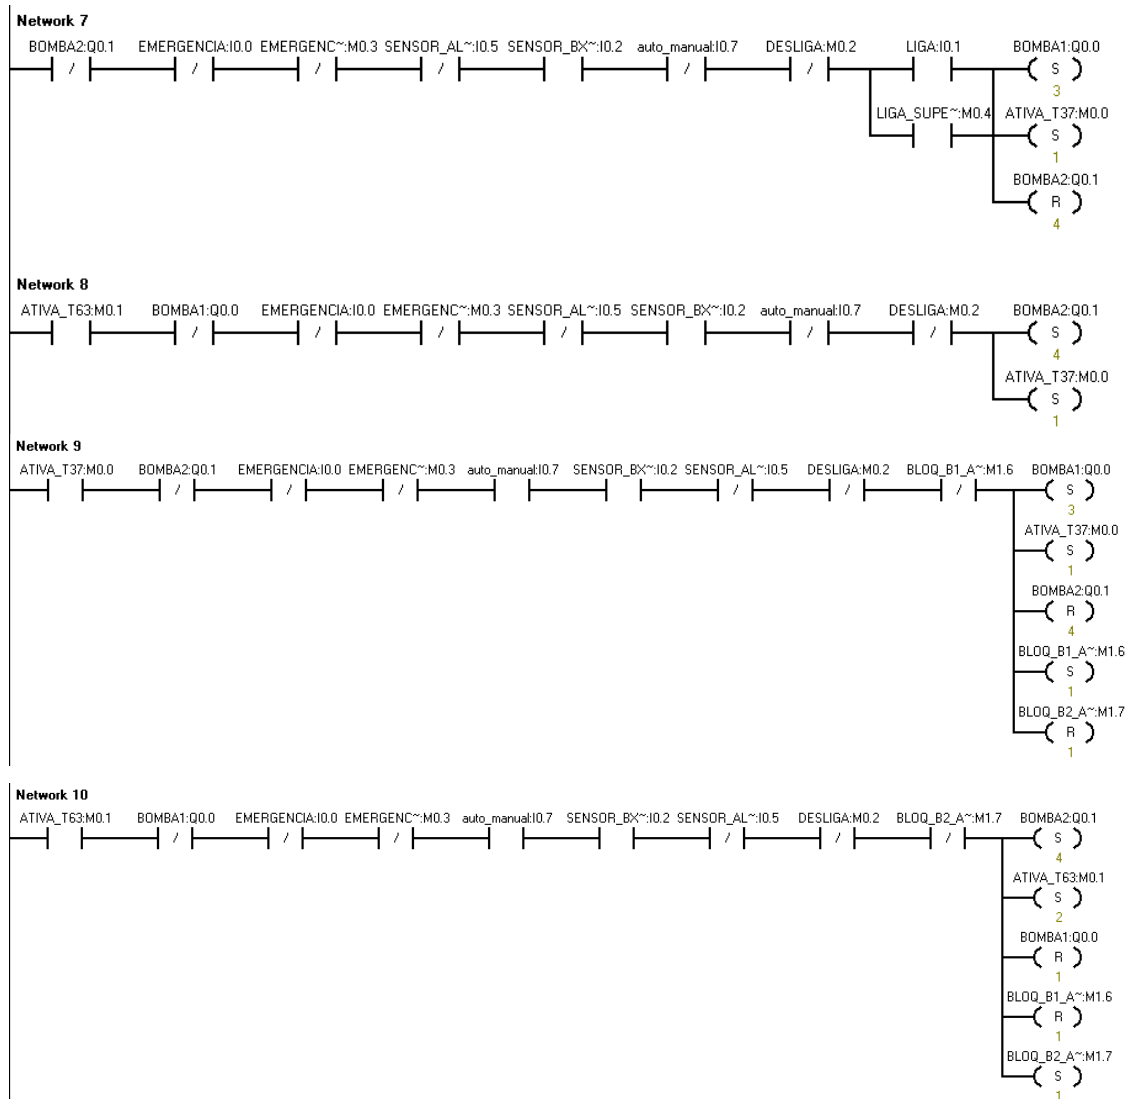 Network 7
BOMBA2:Q0.1 EMERGENCIA:I0.0 EMERGENC~:M0.3 SENSOR_AL~:I0.5 SENSOR_BX~:I0.2 auto_manual:I0.7 DESLIGA:M0.2 LIGA:I0.1 BOMBA1:Q0.0
/ / / / / / S
3
LIGA_SUPE~:M0.4 ATIVA_T37:M0.0
S
1
BOMBA2:Q0.1
R
4
Network 8
ATIVA_T63:M0.1 BOMBA1:Q0.0 EMERGENCIA:I0.0 EMERGENC~:M0.3 SENSOR_AL~:I0.5 SENSOR_BX~:I0.2 auto_manual:I0.7 DESLIGA:M0.2 BOMBA2:Q0.1
/ / / / / / S
4
ATIVA_T37:M0.0
S
1
Network 9
ATIVA_T37:M0.0 BOMBA2:Q0.1 EMERGENCIA:I0.0 EMERGENC~:M0.3 auto_manual:I0.7 SENSOR_BX~:I0.2 SENSOR_AL~:I0.5 DESLIGA:M0.2 BLOQ_B1_A~:M1.6 BOMBA1:Q0.0
/ / / / / / S
3
ATIVA_T37:M0.0
S
1
BOMBA2:Q0.1
R
4
BLOQ_B1_A~:M1.6
S
1
BLOQ_B2_A~:M1.7
R
1
Network 10
ATIVA_T63:M0.1 BOMBA1:Q0.0 EMERGENCIA:I0.0 EMERGENC~:M0.3 auto_manual:I0.7 SENSOR_BX~:I0.2 SENSOR_AL~:I0.5 DESLIGA:M0.2 BLOQ_B2_A~:M1.7 BOMBA2:Q0.1
/ / / / / / S
4
ATIVA_T63:M0.1
S
2
BOMBA1:Q0.0
R
1
BLOQ_B1_A~:M1.6
R
1
BLOQ_B2_A~:M1.7
S
1